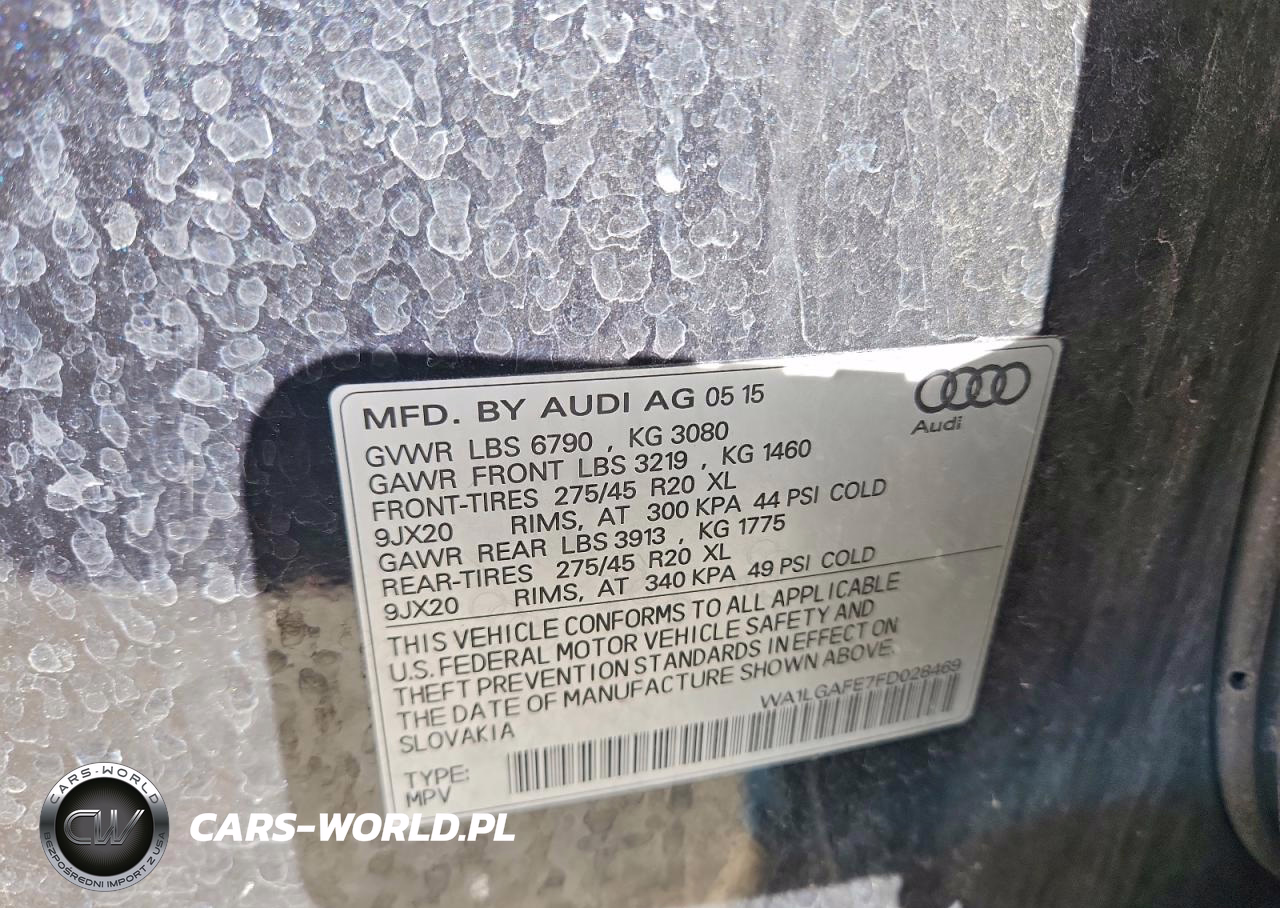 MFD. BY AUDI AG 05 15
Audi
GVWR LBS 6790 , KG 3080
GAWR FRONT LBS 3219 , KG 1460
FRONT-TIRES 275/45 R20 XL
9JX20 RIMS, AT 300 KPA 44 PSI COLD
GAWR REAR LBS 3913 , KG 1775
REAR-TIRES 275/45 R20 XL
9JX20 RIMS, AT 340 KPA 49 PSI COLD
THIS VEHICLE CONFORMS TO ALL APPLICABLE
U.S. FEDERAL MOTOR VEHICLE SAFETY AND
THEFT PREVENTION STANDARDS IN EFFECT ON
THE DATE OF MANUFACTURE SHOWN ABOVE.
SLOVAKIA
WA1LGAFE7FD028469
TYPE:
MPV
CARS-WORLD
CW
BEZPOŚREDNI IMPORT Z USA
CARS-WORLD.PL